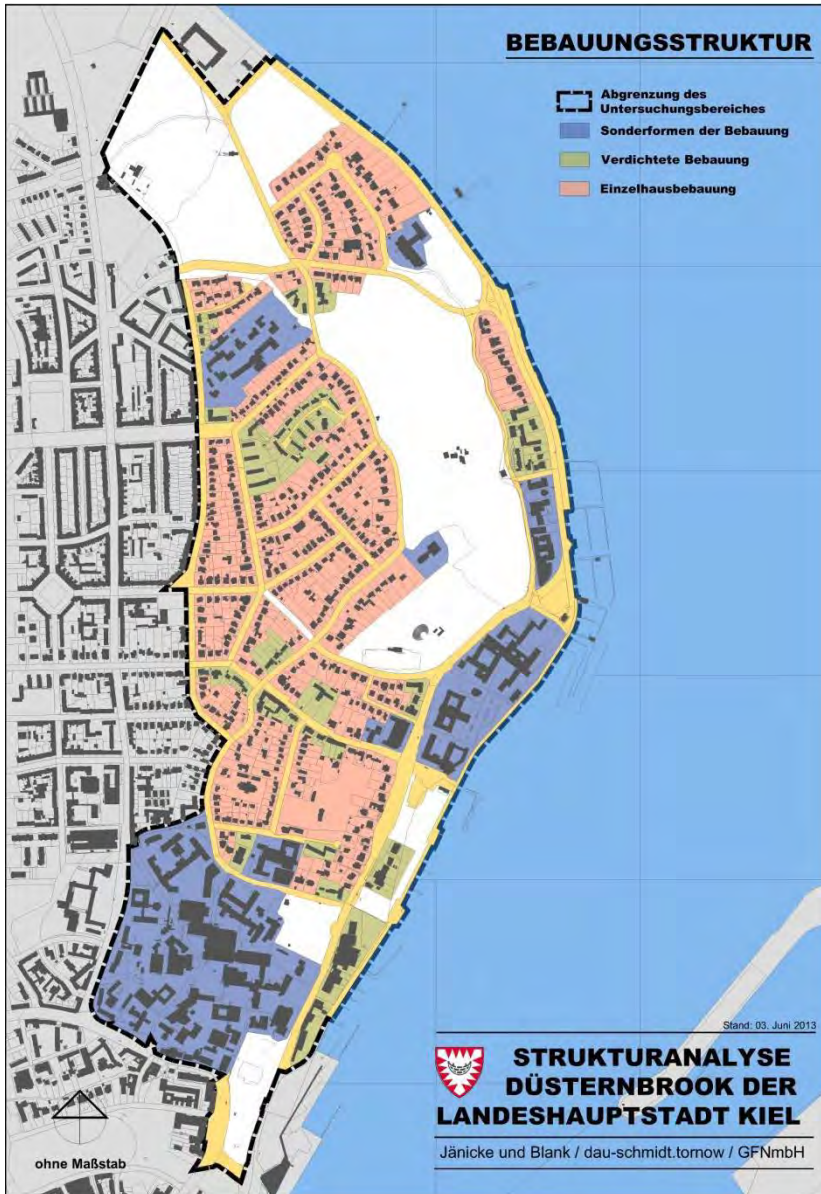 BEBAUUNGSSTRUKTUR
Abgrenzung des
Untersuchungsbereiches
Sonderformen der Bebauung
Verdichtete Bebauung
Einzelhausbebauung
Stand: 03. Juni 2013
STRUKTURANALYSE
DÜSTERNBROOK DER
LANDESHAUPTSTADT KIEL
Jänicke und Blank / dau-schmidt.tornow / GFNmbH
ohne Maßstab